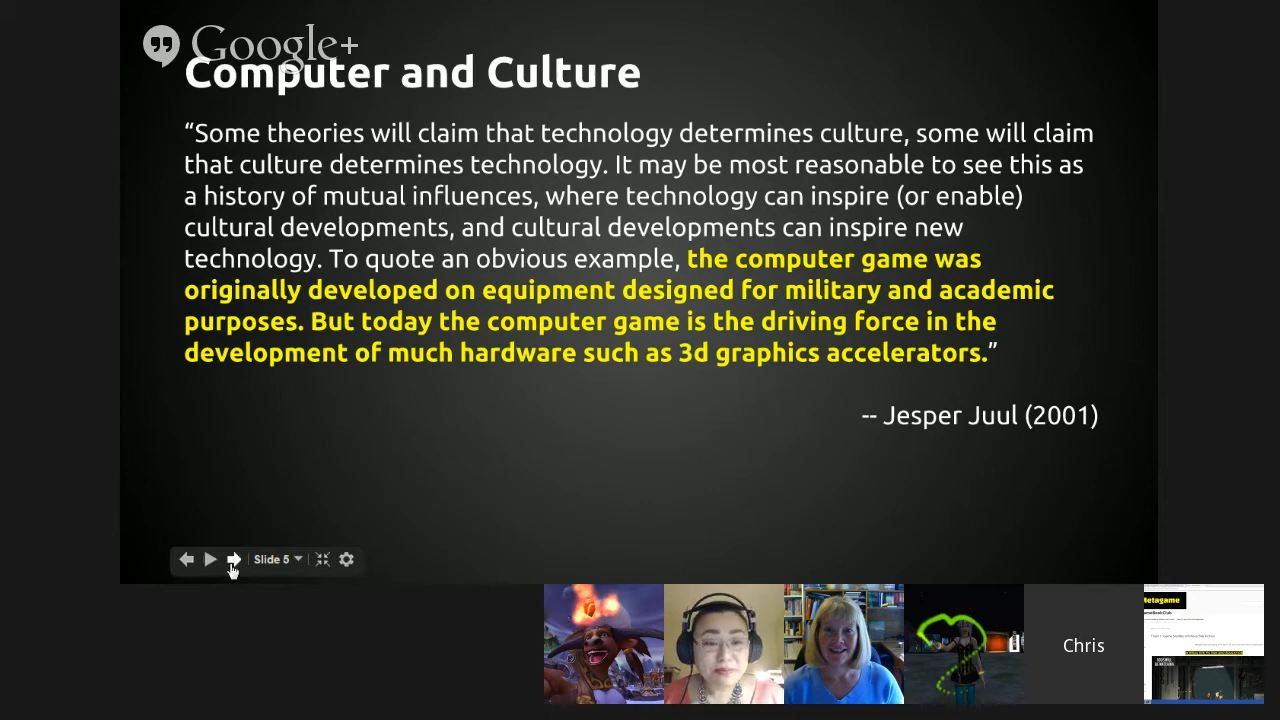 Google+
Computer and Culture
“Some theories will claim that technology determines culture, some will claim
that culture determines technology. It may be most reasonable to see this as
a history of mutual influences, where technology can inspire (or enable)
cultural developments, and cultural developments can inspire new
technology. To quote an obvious example, the computer game was
originally developed on equipment designed for military and academic
purposes. But today the computer game is the driving force in the
development of much hardware such as 3d graphics accelerators.”
-- Jesper Juul (2001)
Slide 5
Chris
Metagame